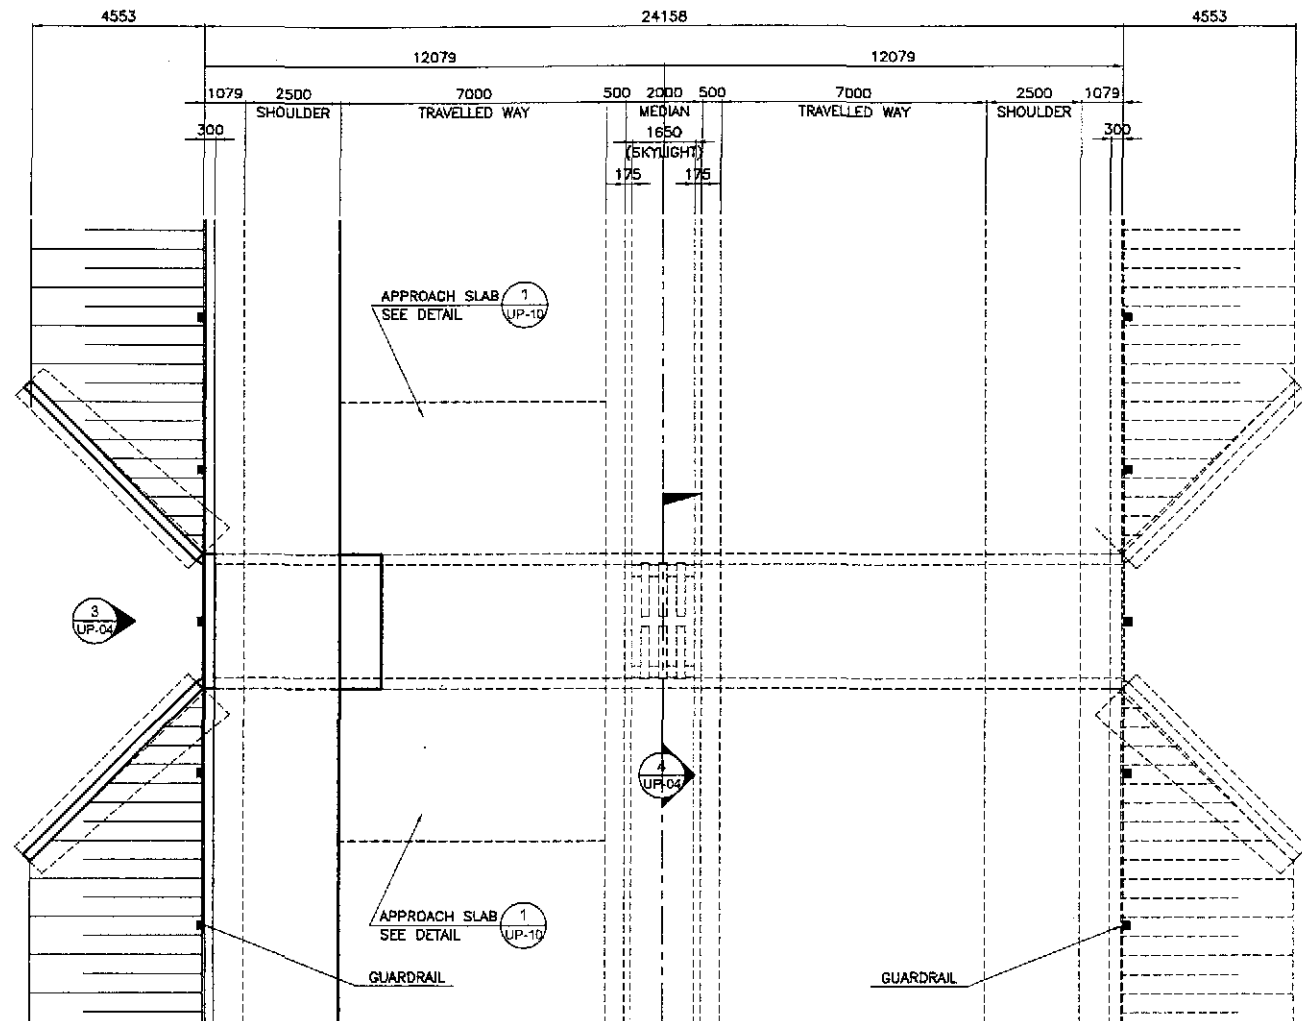 4553 24158 4553
12079 12079
1079 2500 7000 500 2000 500 7000 2500 1079
SHOULDER TRAVELLED WAY MEDIAN TRAVELLED WAY SHOULDER
300 1650 300
(SKYLIGHT)
175 175
APPROACH SLAB 1
SEE DETAIL UP-10
3
UP-04
4
UP-04
APPROACH SLAB 1
SEE DETAIL UP-10
GUARDRAIL GUARDRAIL